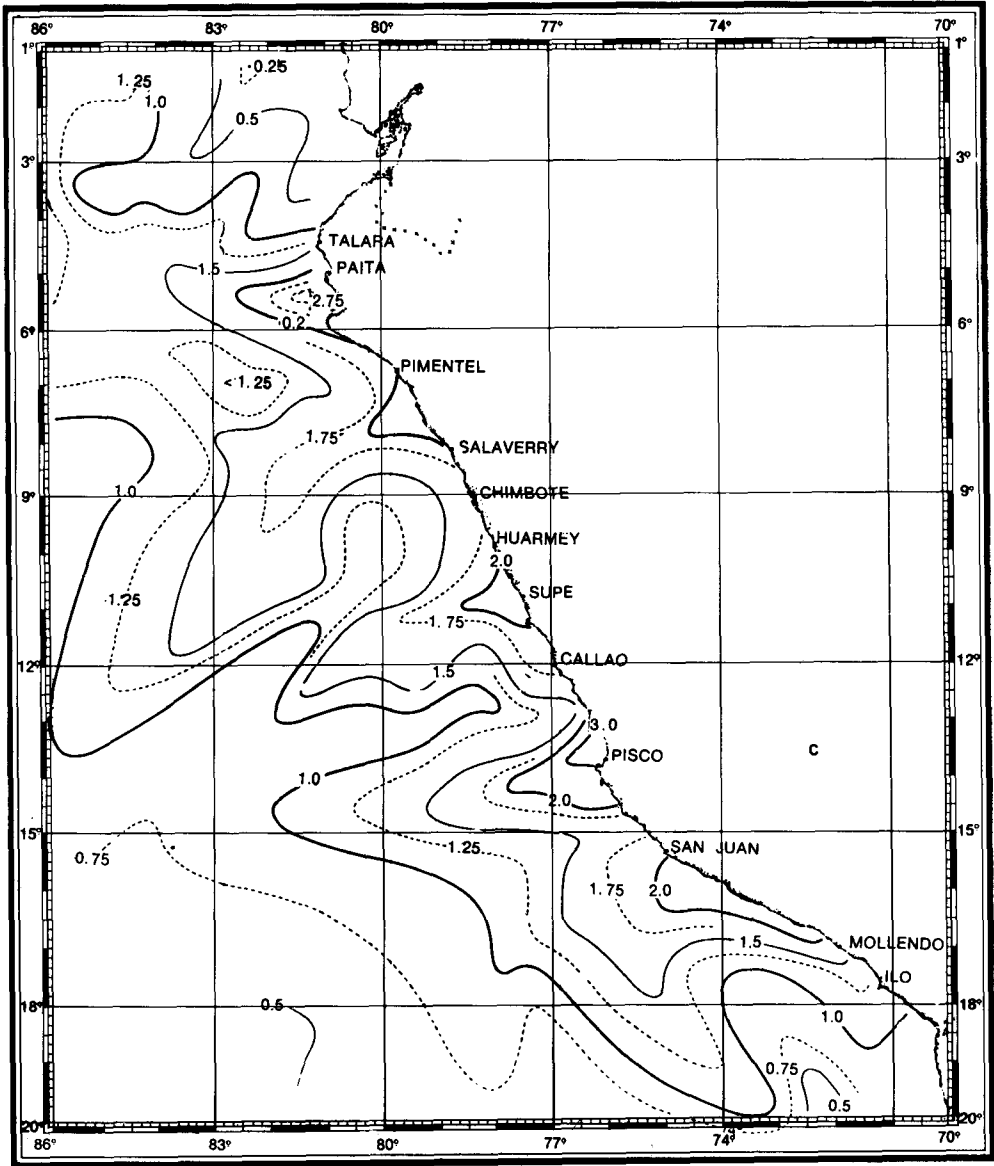 86° 83° 80° 77° 74° 70°
1° 1°
0.25
1.25
1.0
0.5
3° 3°
TALARA
1.5
PAITA
2.75
0.2
6° 6°
PIMENTEL
<1.25
1.75
SALAVERRY
1.0
9° CHIMBOTE 9°
HUARMEY
2.0
SUPE
1.25
1.75
12° CALLAO 12°
1.5
3.0
C
PISCO
1.0
2.0
15° 15°
SAN JUAN
1.25
0.75
1.75
2.0
MOLLENDO
1.5
ILO
18° 18°
0.5
1.0
0.75
0.5
20° 20°
86° 83° 80° 77° 74° 70°